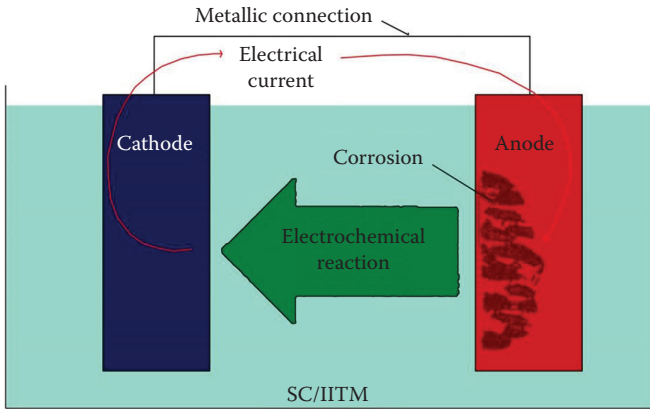 Metallic connection
Electrical
current
Cathode
Anode
Corrosion
Electrochemical
reaction
SC/IITM